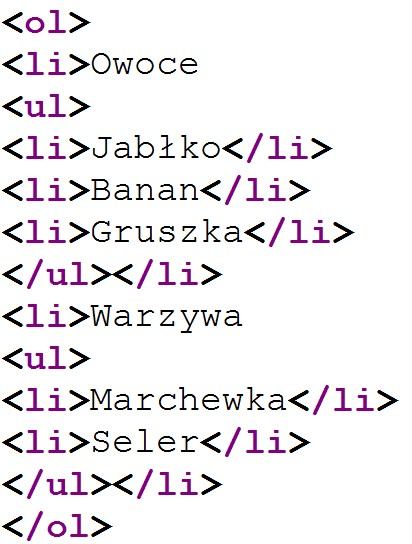 <ol>
<li>Owoce
<ul>
<li>Jabłko</li>
<li>Banan</li>
<li>Gruszka</li>
</ul></li>
<li>Warzywa
<ul>
<li>Marchewka</li>
<li>Seler</li>
</ul></li>
</ol>